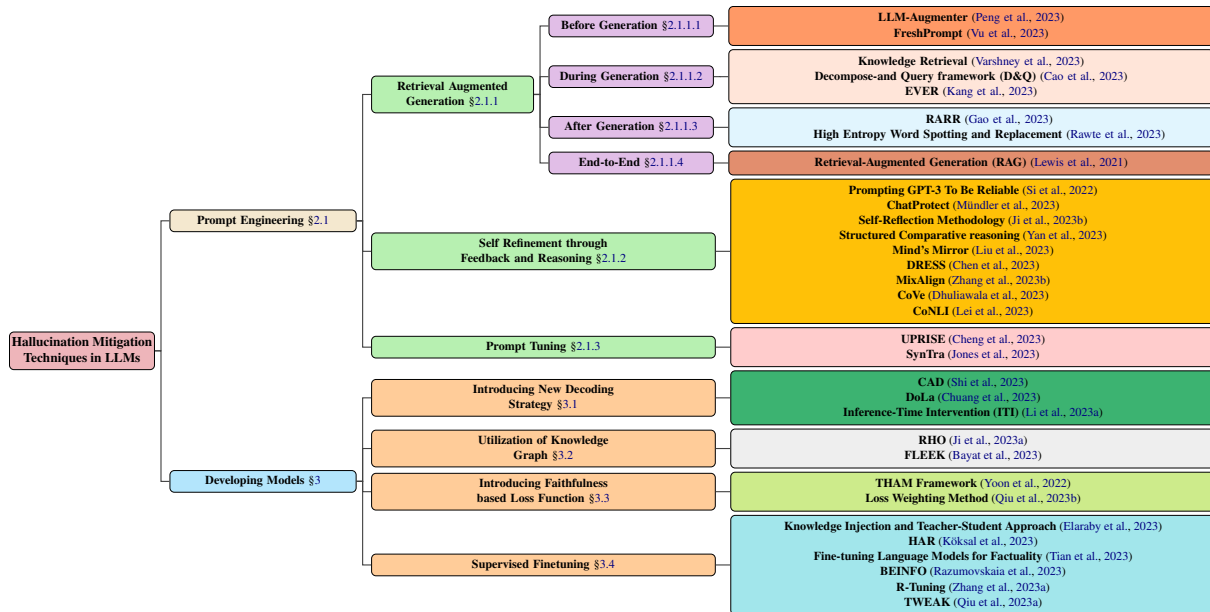 Hallucination Mitigation
Techniques in LLMs
Prompt Engineering §2.1
Retrieval Augmented
Generation §2.1.1
Before Generation §2.1.1.1
LLM-Augmenter (Peng et al., 2023)
FreshPrompt (Vu et al., 2023)
During Generation §2.1.1.2
Knowledge Retrieval (Varshney et al., 2023)
Decompose-and Query framework (D&Q) (Cao et al., 2023)
EVER (Kang et al., 2023)
After Generation §2.1.1.3
RARR (Gao et al., 2023)
High Entropy Word Spotting and Replacement (Rawte et al., 2023)
End-to-End §2.1.1.4
Retrieval-Augmented Generation (RAG) (Lewis et al., 2021)
Self Refinement through
Feedback and Reasoning §2.1.2
Prompting GPT-3 To Be Reliable (Si et al., 2022)
ChatProtect (Mündler et al., 2023)
Self-Reflection Methodology (Ji et al., 2023b)
Structured Comparative reasoning (Yan et al., 2023)
Mind's Mirror (Liu et al., 2023)
DRESS (Chen et al., 2023)
MixAlign (Zhang et al., 2023b)
CoVe (Dhuliawala et al., 2023)
CoNLI (Lei et al., 2023)
Prompt Tuning §2.1.3
UPRISE (Cheng et al., 2023)
SynTra (Jones et al., 2023)
Developing Models §3
Introducing New Decoding
Strategy §3.1
CAD (Shi et al., 2023)
DoLa (Chuang et al., 2023)
Inference-Time Intervention (ITI) (Li et al., 2023a)
Utilization of Knowledge
Graph §3.2
RHO (Ji et al., 2023a)
FLEEK (Bayat et al., 2023)
Introducing Faithfulness
based Loss Function §3.3
THAM Framework (Yoon et al., 2022)
Loss Weighting Method (Qiu et al., 2023b)
Supervised Finetuning §3.4
Knowledge Injection and Teacher-Student Approach (Elaraby et al., 2023)
HAR (Köksal et al., 2023)
Fine-tuning Language Models for Factuality (Tian et al., 2023)
BEINFO (Razumovskaia et al., 2023)
R-Tuning (Zhang et al., 2023a)
TWEAK (Qiu et al., 2023a)